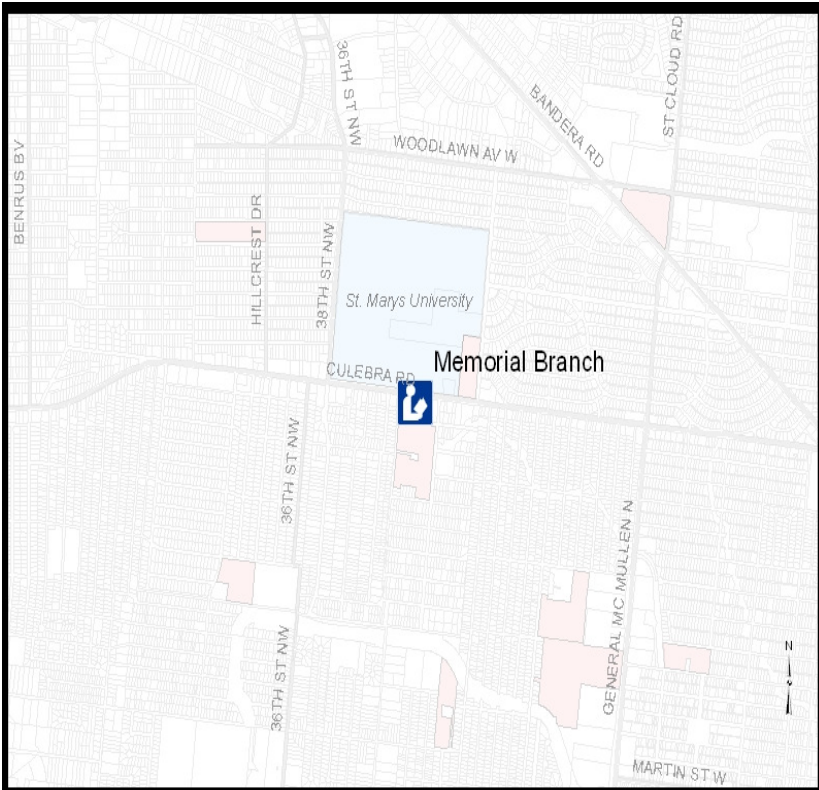 36TH ST NW
ST CLOUD RD
BANDERA RD
WOODLAWN AV W
BENRUS BV
HILLCREST DR
38TH ST NW
St. Marys University
Memorial Branch
CULEBRA RD
36TH ST NW
GENERAL MC MULLEN N
36TH ST NW
N
MARTIN ST W